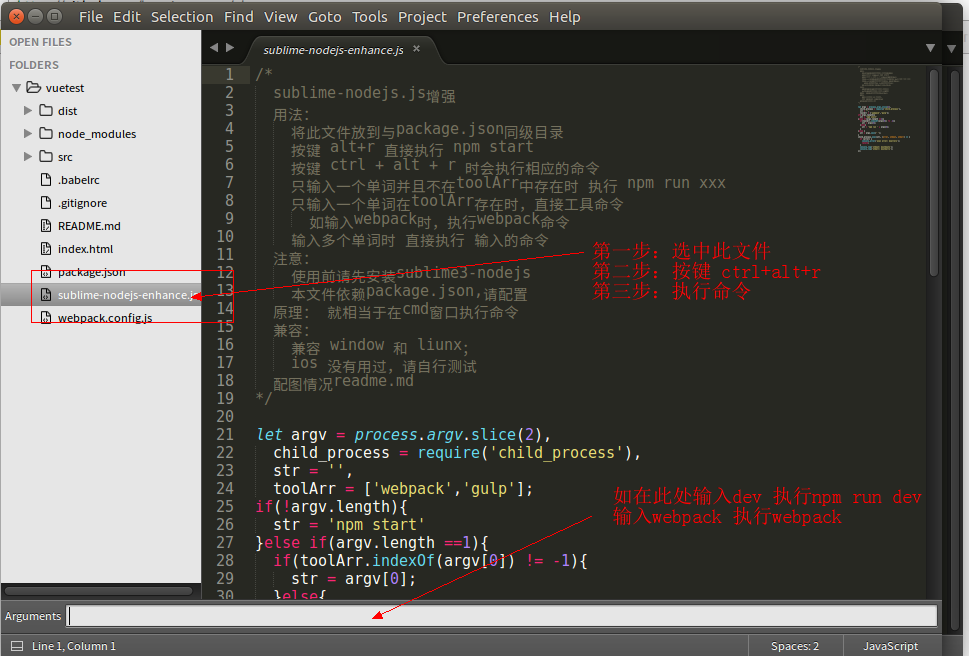 File Edit Selection Find View Goto Tools Project Preferences Help
OPEN FILES
FOLDERS
vuetest
dist
node_modules
src
.babelrc
.gitignore
README.md
index.html
package.json
sublime-nodejs-enhance.js
webpack.config.js
sublime-nodejs-enhance.js ×
1 /*
2 sublime-nodejs.js增强
3 用法:
4 将此文件放到与package.json同级目录
5 按键 alt+r 直接执行 npm start
6 按键 ctrl + alt + r 时会执行相应的命令
7 只输入一个单词并且不在toolArr中存在时 执行 npm run xxx
8 只输入一个单词在toolArr存在时，直接工具命令
9 如输入webpack时，执行webpack命令
10 输入多个单词时 直接执行 输入的命令
11 注意:
12 使用前请先安装sublime3-nodejs
13 本文件依赖package.json,请配置
14 原理: 就相当于在cmd窗口执行命令
15 兼容:
16 兼容 window 和 liunx;
17 ios 没有用过，请自行测试
18 配图情况readme.md
19 */
20
21 let argv = process.argv.slice(2),
22 child_process = require('child_process'),
23 str = '',
24 toolArr = ['webpack','gulp'];
25 if(!argv.length){
26 str = 'npm start'
27 }else if(argv.length ==1){
28 if(toolArr.indexOf(argv[0]) != -1){
29 str = argv[0];
30 }else{
第一步: 选中此文件
第二步: 按键 ctrl+alt+r
第三步: 执行命令
如在此处输入dev 执行npm run dev
输入webpack 执行webpack
Arguments
Line 1, Column 1
Spaces: 2
JavaScript